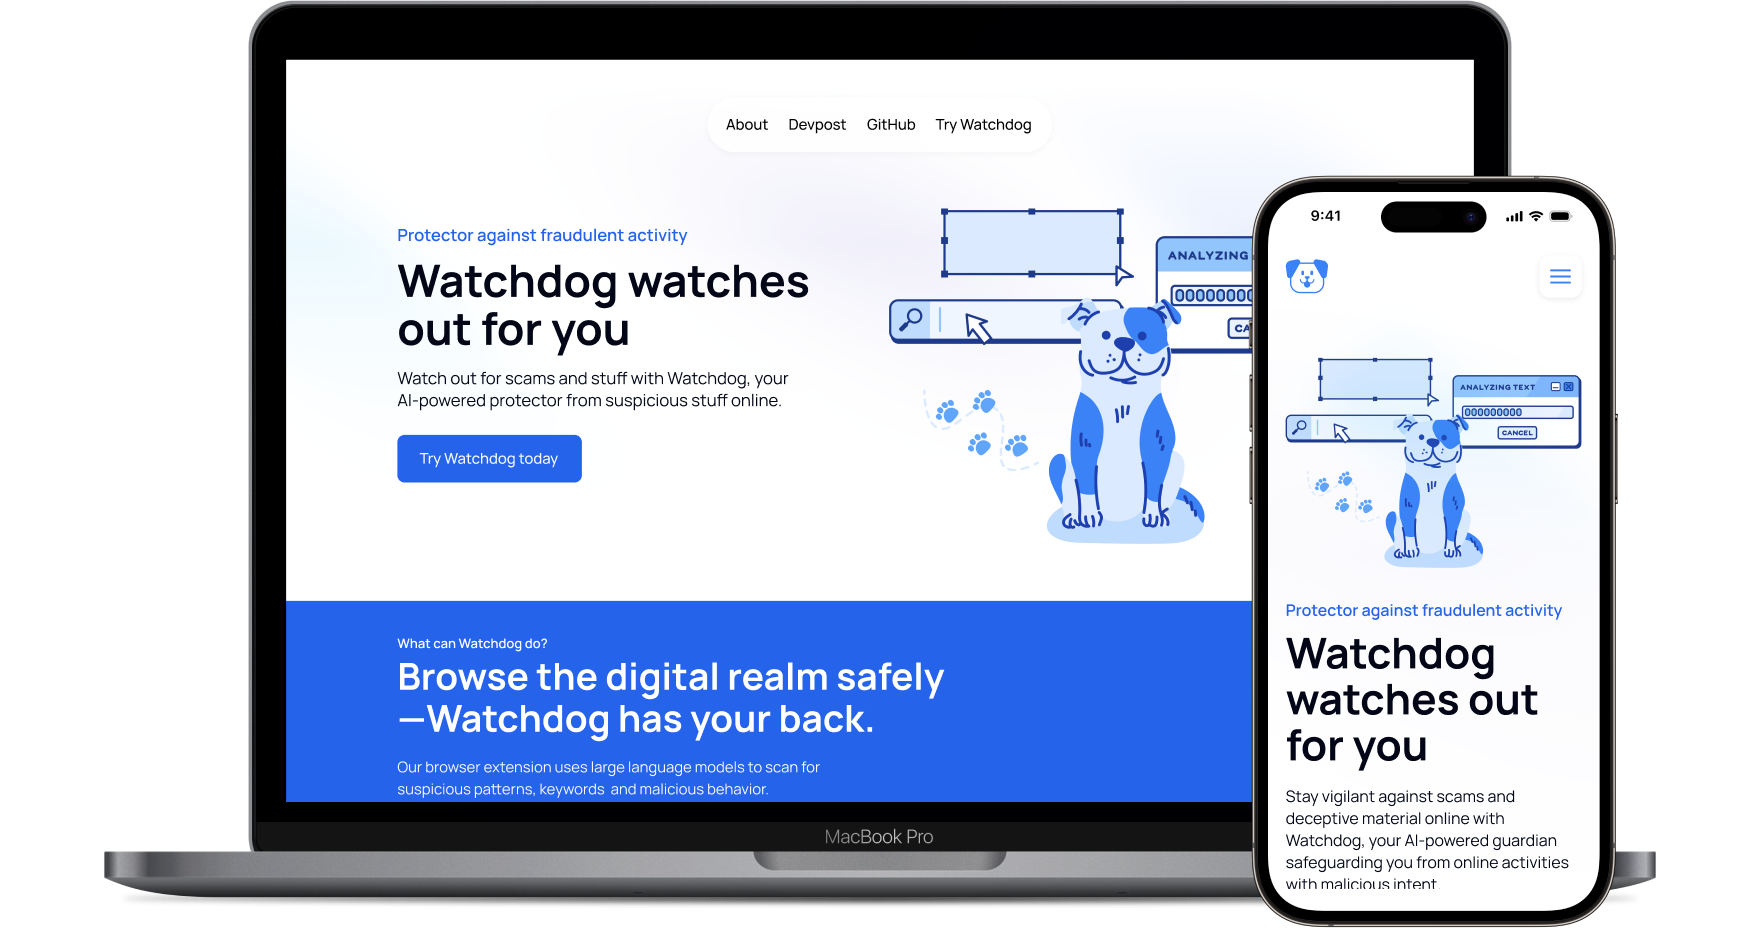 About Devpost GitHub Try Watchdog
Protector against fraudulent activity
Watchdog watches
out for you
Watch out for scams and stuff with Watchdog, your
AI-powered protector from suspicious stuff online.
Try Watchdog today
ANALYZING
00000000
CA
What can Watchdog do?
Browse the digital realm safely
—Watchdog has your back.
Our browser extension uses large language models to scan for
suspicious patterns, keywords  and malicious behavior.
MacBook Pro
9:41
ANALYZING TEXT
000000000
CANCEL
Protector against fraudulent activity
Watchdog
watches out
for you
Stay vigilant against scams and
deceptive material online with
Watchdog, your AI-powered guardian
safeguarding you from online activities
with malicious intent.